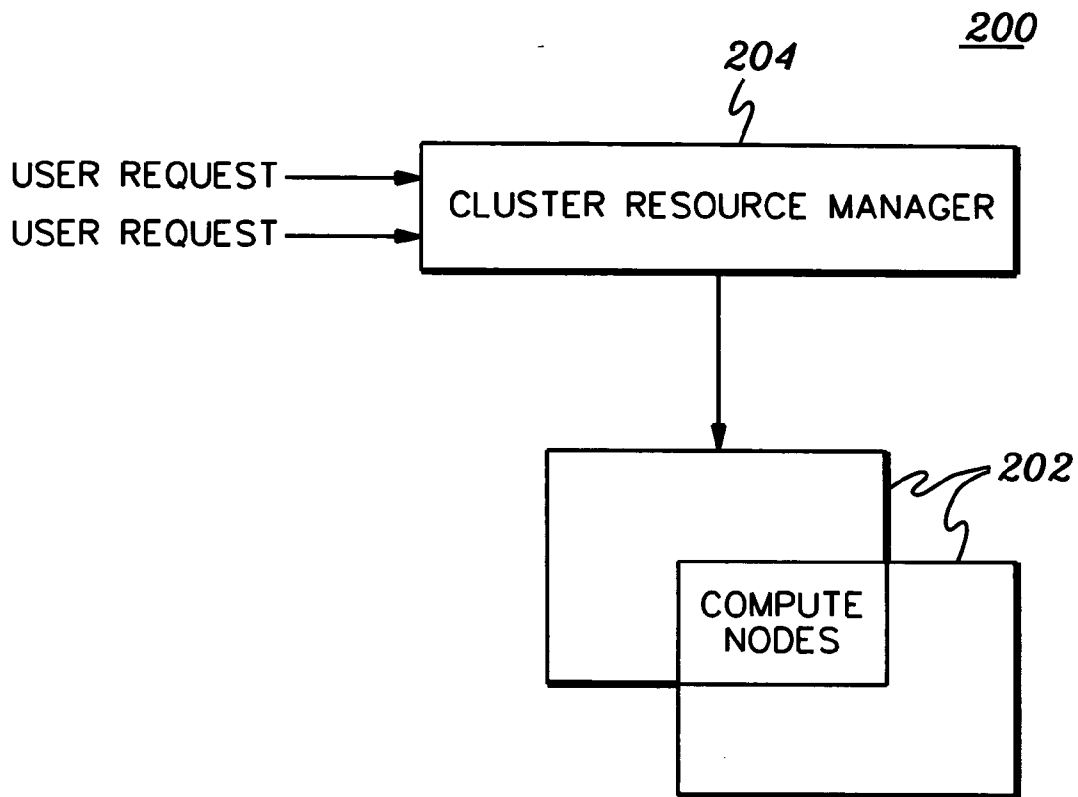 200
204
USER REQUEST
USER REQUEST
CLUSTER RESOURCE MANAGER
202
COMPUTE
NODES